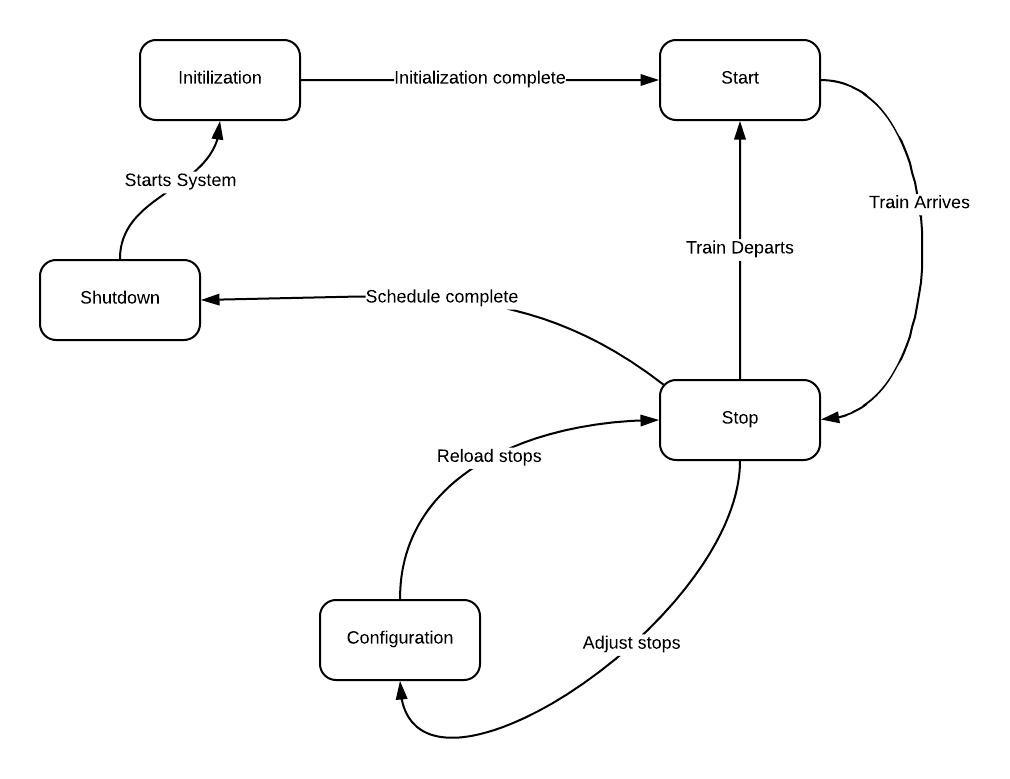 Initilization
Initialization complete
Start
Starts System
Train Arrives
Train Departs
Shutdown
Schedule complete
Stop
Reload stops
Configuration
Adjust stops